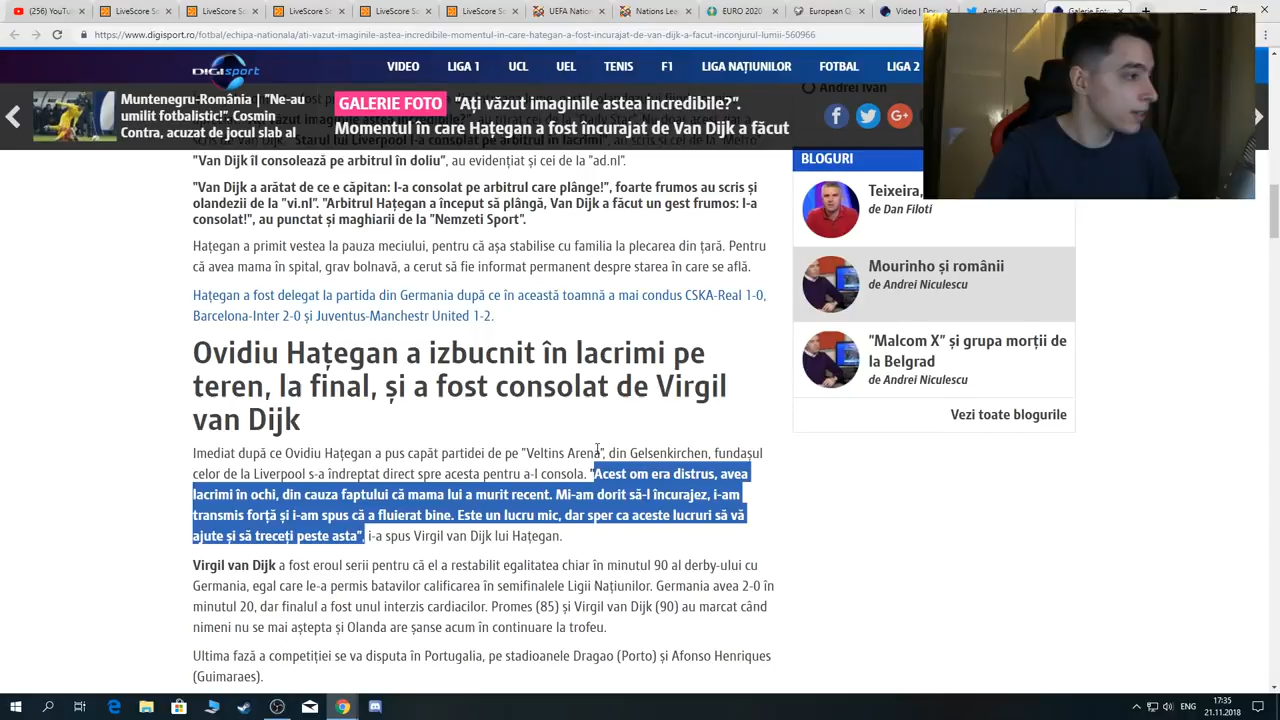 (256) YouTube
LiveScore S
LiveScore S
LiveScore S
LiveScore S
LiveScore S
UEFA Nation
Nations Leag
EURO 2020
European Q
Video | Do
Anfield HQ
Galerie Foto
https://www.digisport.ro/fotbal/echipa-nationala/ati-vazut-imaginile-astea-incredibile-momentul-in-care-hategan-a-fost-incurajat-de-van-dijk-a-facut-inconjurul-lumii-560966
DIGI sport
VIDEO
LIGA 1
UCL
UEL
TENIS
F1
LIGA NAȚIUNILOR
FOTBAL
LIGA 2
Muntenegru-România | "Ne-au
umilit fotbalistic!". Cosmin
Contra, acuzat de jocul slab al
GALERIE FOTO "Ați văzut imaginile astea incredibile?".
Momentul în care Hațegan a fost încurajat de Van Dijk a făcut
Andrei Ivan
"Van Dijk îl consolează pe arbitrul în doliu", au evidențiat și cei de la "ad.nl".
"Van Dijk a arătat de ce e căpitan: l-a consolat pe arbitrul care plânge!", foarte frumos au scris și
olandezii de la "vi.nl". "Arbitrul Hațegan a început să plângă, Van Dijk a făcut un gest frumos: l-a
consolat!", au punctat și maghiarii de la "Nemzeti Sport".
Hațegan a primit vestea la pauza meciului, pentru că așa stabilise cu familia la plecarea din țară. Pentru
că avea mama în spital, grav bolnavă, a cerut să fie informat permanent despre starea în care se află.
Hațegan a fost delegat la partida din Germania după ce în această toamnă a mai condus CSKA-Real 1-0,
Barcelona-Inter 2-0 și Juventus-Manchestr United 1-2.
Ovidiu Hațegan a izbucnit în lacrimi pe
teren, la final, și a fost consolat de Virgil
van Dijk
Imediat după ce Ovidiu Hațegan a pus capăt partidei de pe "Veltins Arena", din Gelsenkirchen, fundașul
celor de la Liverpool s-a îndreptat direct spre acesta pentru a-l consola. "Acest om era distrus, avea
lacrimi în ochi, din cauza faptului că mama lui a murit recent. Mi-am dorit să-l încurajez, i-am
transmis forță și i-am spus că a fluierat bine. Este un lucru mic, dar sper ca aceste lucruri să vă
ajute și să treceți peste asta", i-a spus Virgil van Dijk lui Hațegan.
Virgil van Dijk a fost eroul serii pentru că el a restabilit egalitatea chiar în minutul 90 al derby-ului cu
Germania, egal care le-a permis batavilor calificarea în semifinalele Ligii Națiunilor. Germania avea 2-0 în
minutul 20, dar finalul a fost unul interzis cardiacilor. Promes (85) și Virgil van Dijk (90) au marcat când
nimeni nu se mai aștepta și Olanda are șanse acum în continuare la trofeu.
Ultima fază a competiției se va disputa în Portugalia, pe stadioanele Dragao (Porto) și Afonso Henriques
(Guimaraes).
BLOGURI
Teixeira,
de Dan Filoti
Mourinho și românii
de Andrei Niculescu
"Malcom X" și grupa morții de
la Belgrad
de Andrei Niculescu
Vezi toate blogurile
ENG
17:35
21.11.2018